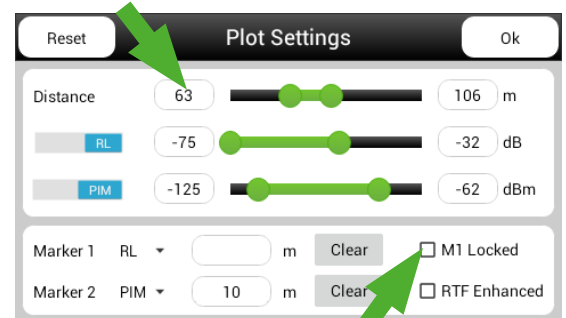 Reset Plot Settings Ok
Distance 63 106 m
RL -75 -32 dB
PIM -125 -62 dBm
Marker 1 RL m Clear M1 Locked
Marker 2 PIM 10 m Clear RTF Enhanced